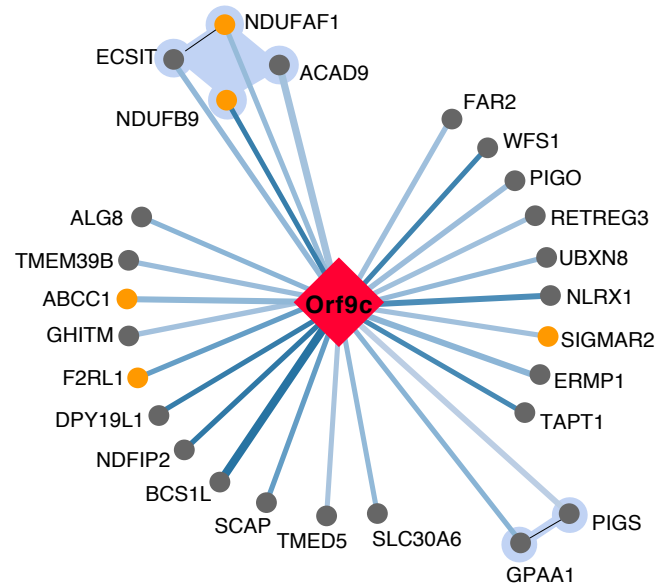 NDUFAF1
ECSIT
ACAD9
NDUFB9
FAR2
WFS1
PIGO
ALG8
RETREG3
TMEM39B
UBXN8
ABCC1
NLRX1
Orf9c
GHITM
SIGMAR2
F2RL1
ERMP1
DPY19L1
TAPT1
NDFIP2
BCS1L
SCAP
TMED5
SLC30A6
PIGS
GPAA1